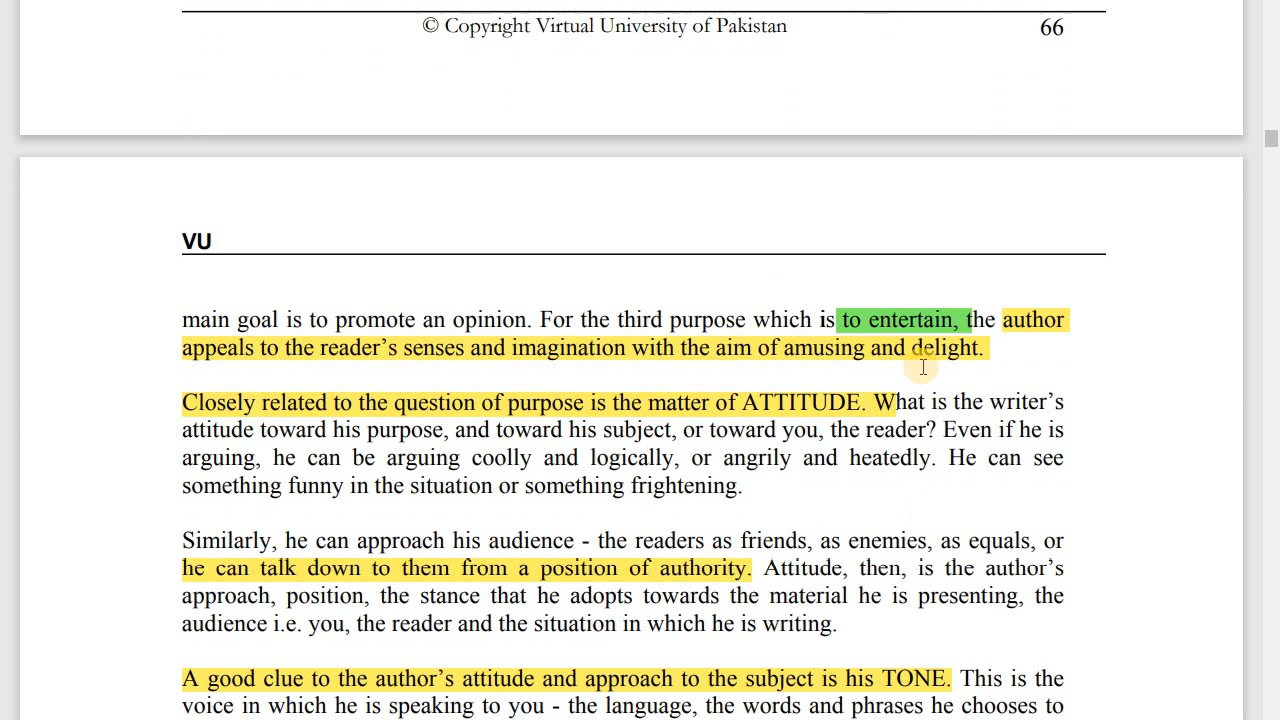 © Copyright Virtual University of Pakistan 66
VU
main goal is to promote an opinion. For the third purpose which is to entertain, the author
appeals to the reader’s senses and imagination with the aim of amusing and delight.
Closely related to the question of purpose is the matter of ATTITUDE. What is the writer’s
attitude toward his purpose, and toward his subject, or toward you, the reader? Even if he is
arguing, he can be arguing coolly and logically, or angrily and heatedly. He can see
something funny in the situation or something frightening.
Similarly, he can approach his audience - the readers as friends, as enemies, as equals, or
he can talk down to them from a position of authority. Attitude, then, is the author’s
approach, position, the stance that he adopts towards the material he is presenting, the
audience i.e. you, the reader and the situation in which he is writing.
A good clue to the author’s attitude and approach to the subject is his TONE. This is the
voice in which he is speaking to you - the language, the words and phrases he chooses to